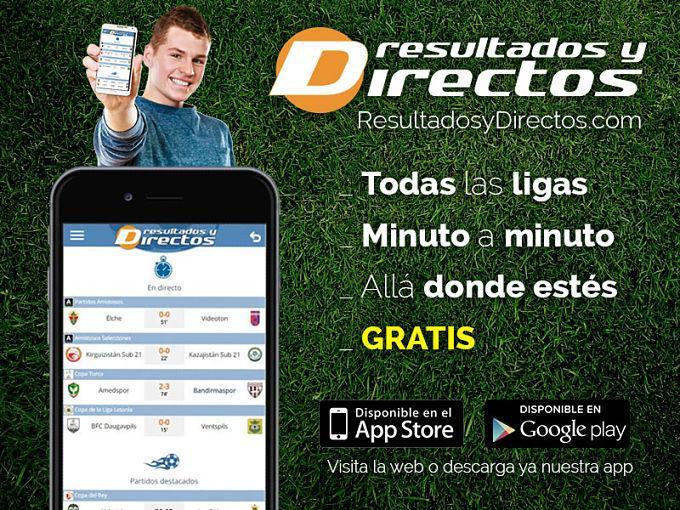 resultados y
Directos
ResultadosyDirectos.com
_ Todas las ligas
_ Minuto a minuto
_ Allá donde estés
_ GRATIS
Disponible en el
App Store
DISPONIBLE EN
Google play
Visita la web o descarga ya nuestra app
resultados y
Directos
En directo
A Partidos Amistosos
Elche 0-0 Videoton
51'
A Amistosos Selecciones
Kirguizistán Sub 21 0-0 Kazajistán Sub 21
22'
Copa Turca
Amedspor 2-3 Bandirmaspor
74'
Copa de la Liga Letonia
BFC Daugavpils 0-0 Ventspils
15'
Partidos destacados
Copa del Rey